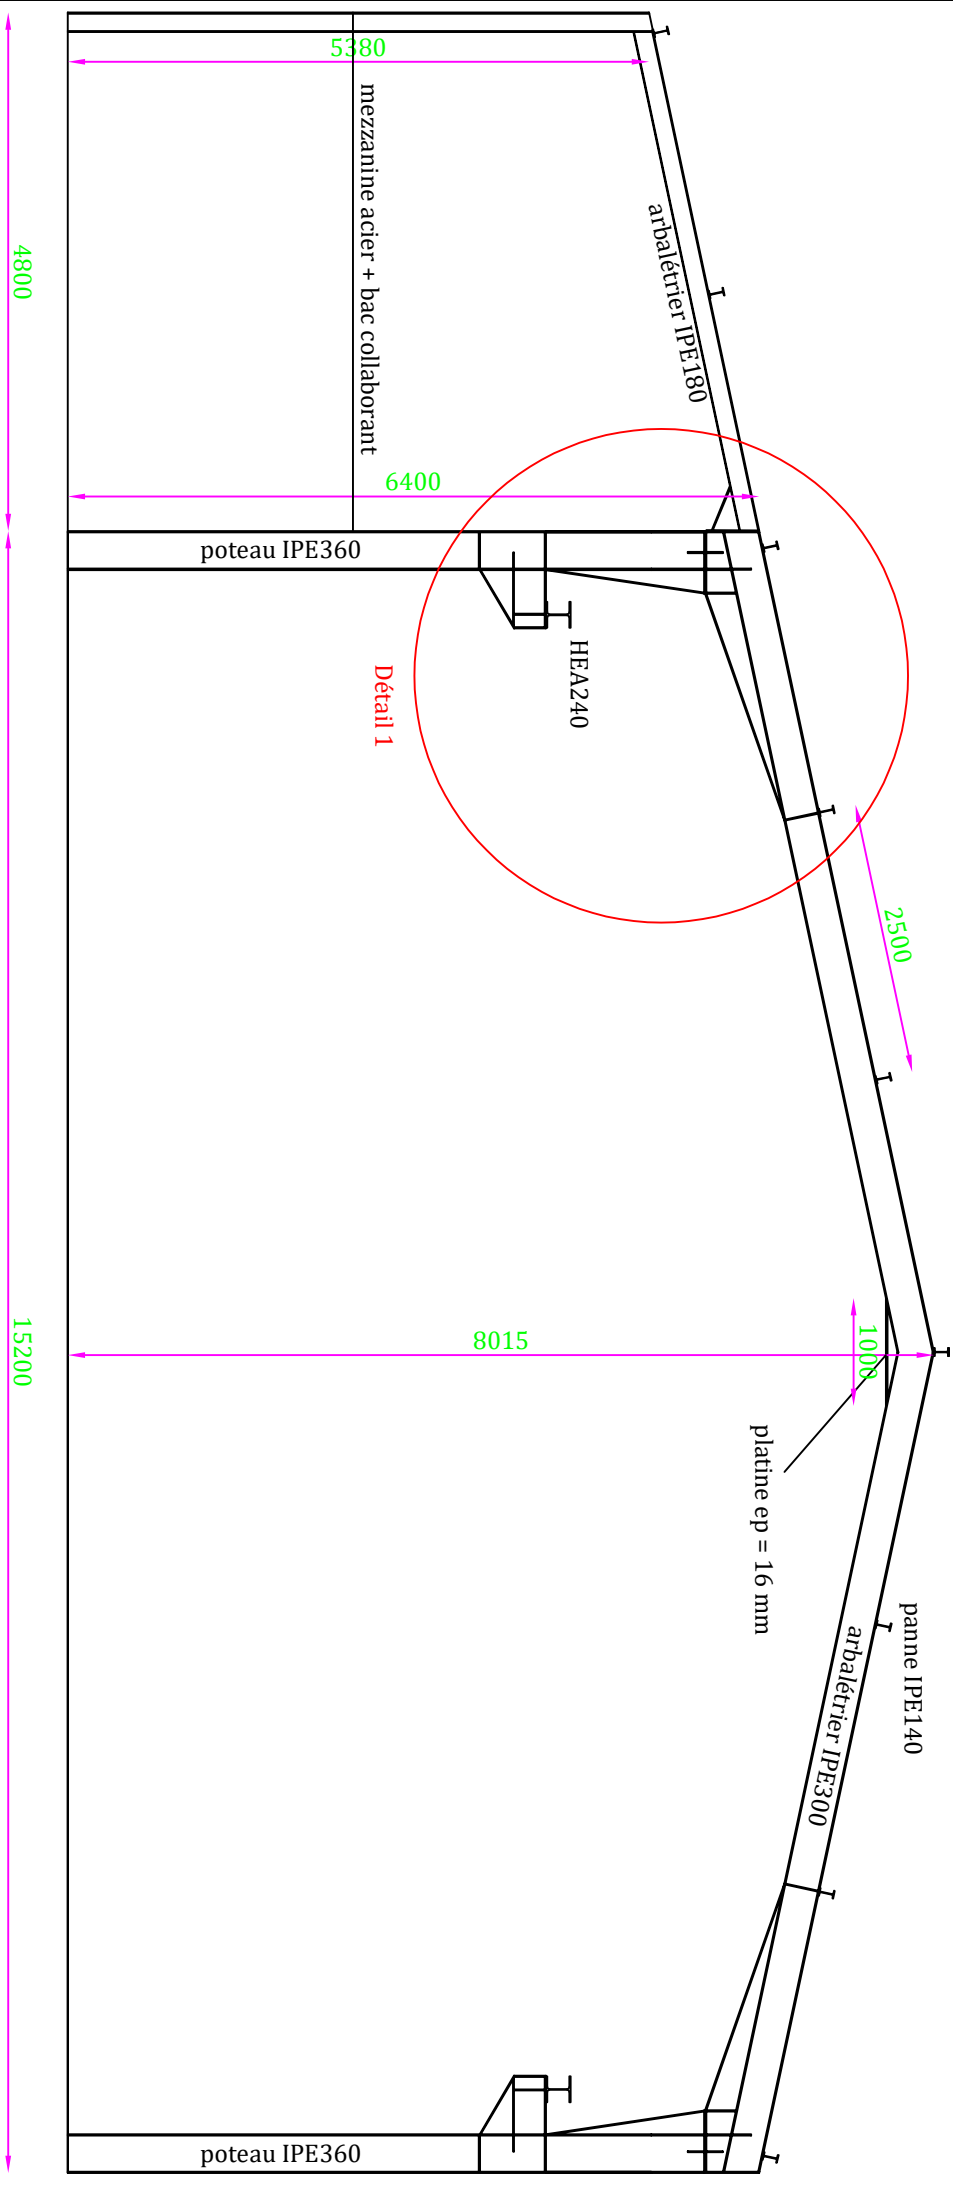 5380
mezzanine acier + bac collaborant
4800
arbalétrier IPE180
6400
poteau IPE360
HEA240
Détail 1
2500
8015
1000
15200
platine ep = 16 mm
panne IPE140
arbalétrier IPE300
poteau IPE360